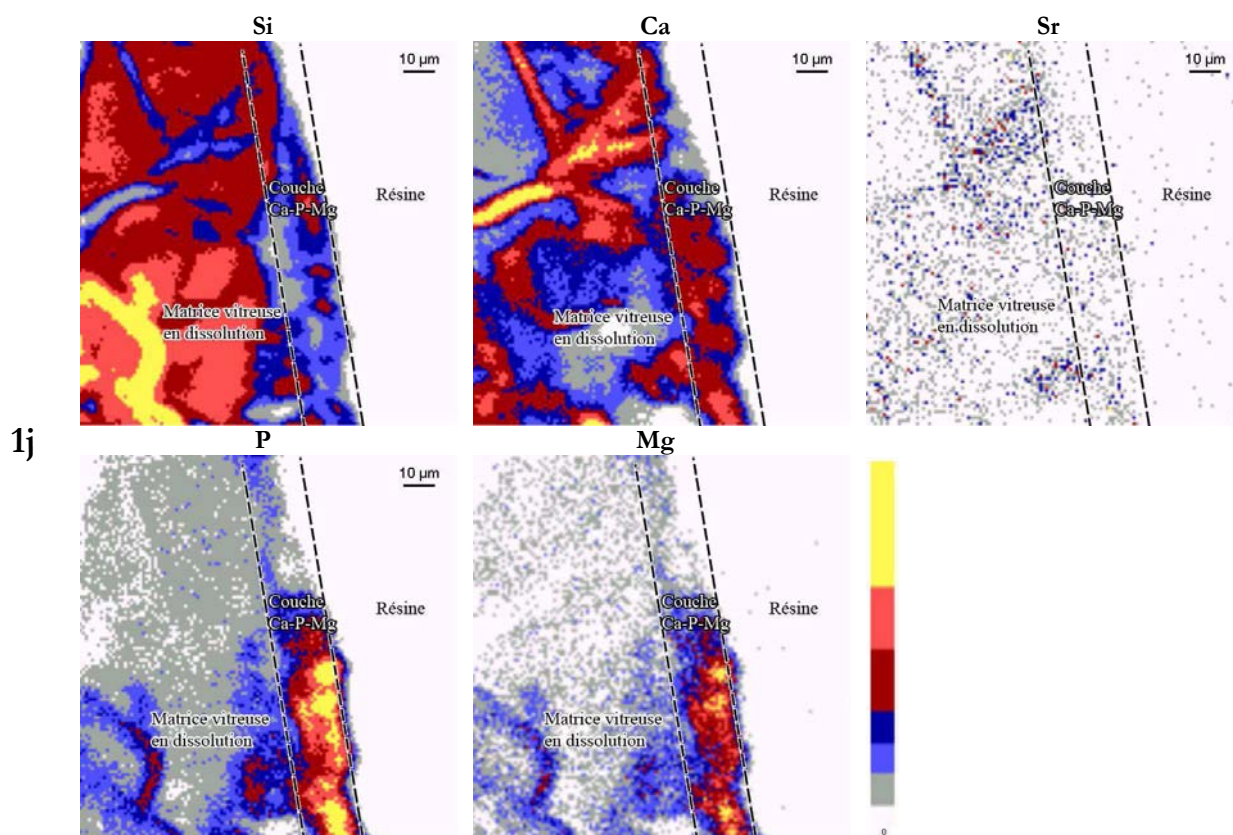 Si
Ca
Sr
10 µm
10 µm
10 µm
Couche
Ca-P-Mg
Résine
Couche
Ca-P-Mg
Résine
Couche
Ca-P-Mg
Résine
Matrice vitreuse
en dissolution
Matrice vitreuse
en dissolution
Matrice vitreuse
en dissolution
1j
P
Mg
10 µm
10 µm
Couche
Ca-P-Mg
Résine
Couche
Ca-P-Mg
Résine
Matrice vitreuse
en dissolution
Matrice vitreuse
en dissolution
0